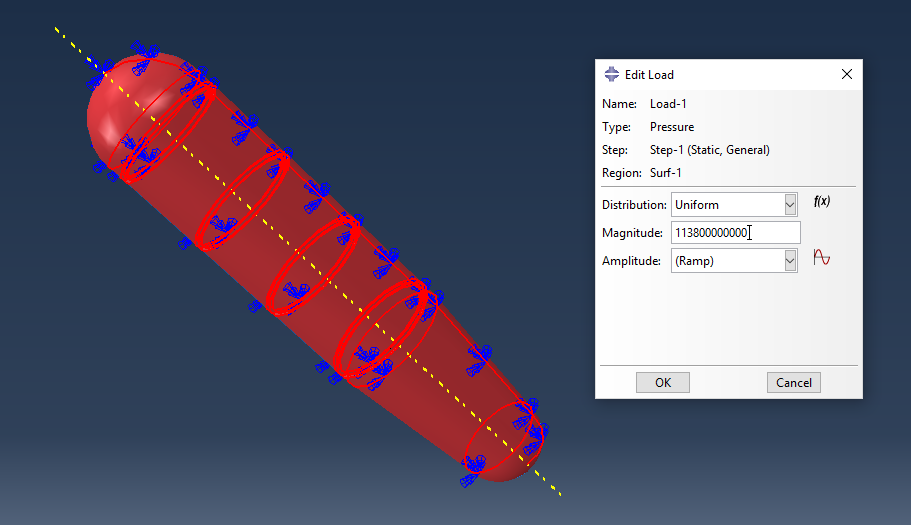 Edit Load
Name: Load-1
Type: Pressure
Step: Step-1 (Static, General)
Region: Surf-1
Distribution: Uniform f(x)
Magnitude: 113800000000
Amplitude: (Ramp)
OK Cancel